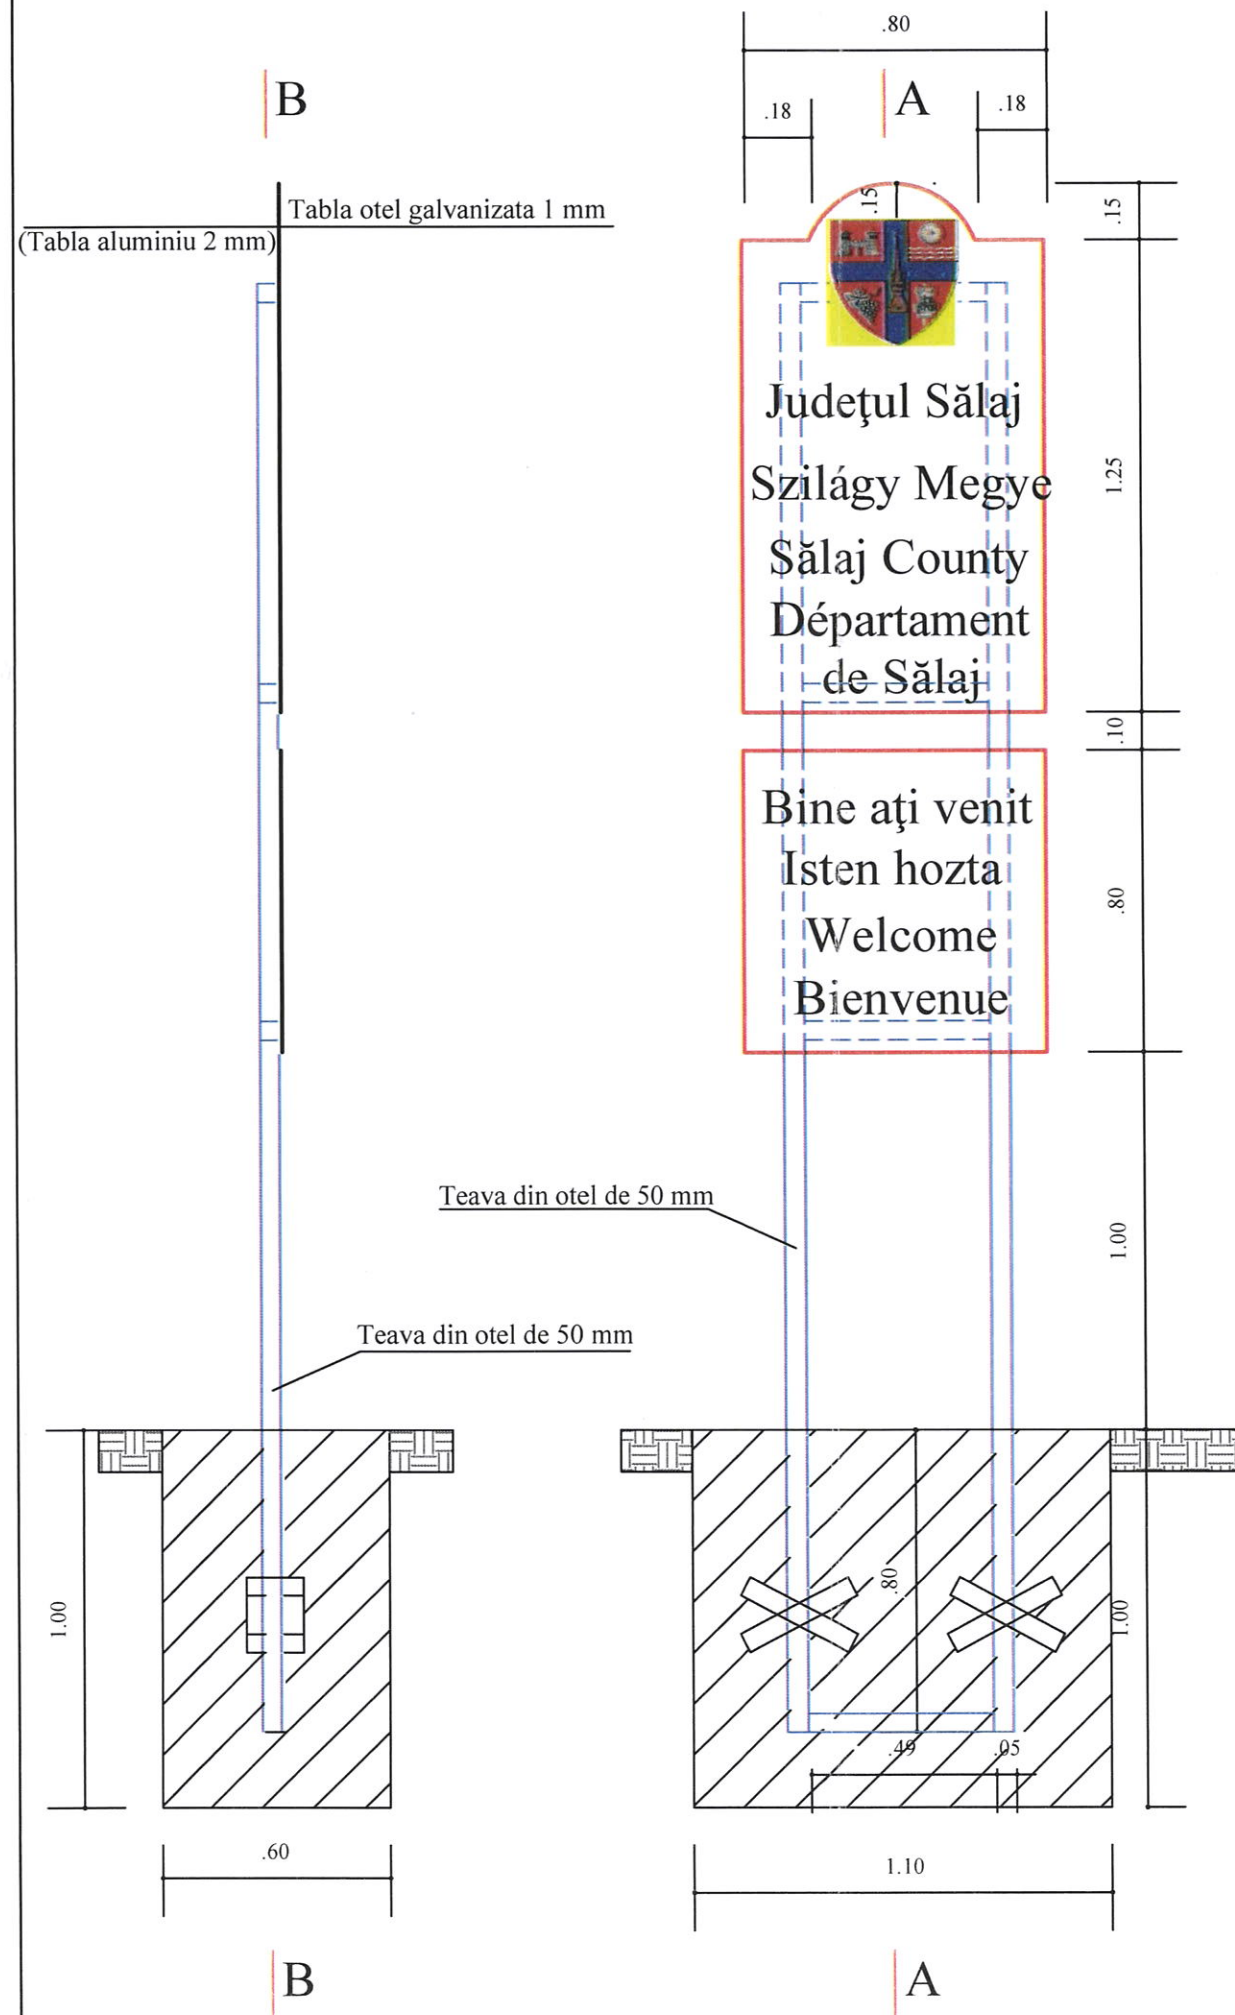 .80
B
A
.18
.18
Tabla otel galvanizata 1 mm
(Tabla aluminiu 2 mm)
.15
.15
Judeţul Sălaj
Szilágy Megye
1.25
Sălaj County
Département
de Sălaj
.10
Bine aţi venit
Isten hozta
.80
Welcome
Bienvenue
Teava din otel de 50 mm
1.00
Teava din otel de 50 mm
1.00
.80
1.00
.49
.05
.60
1.10
B
A